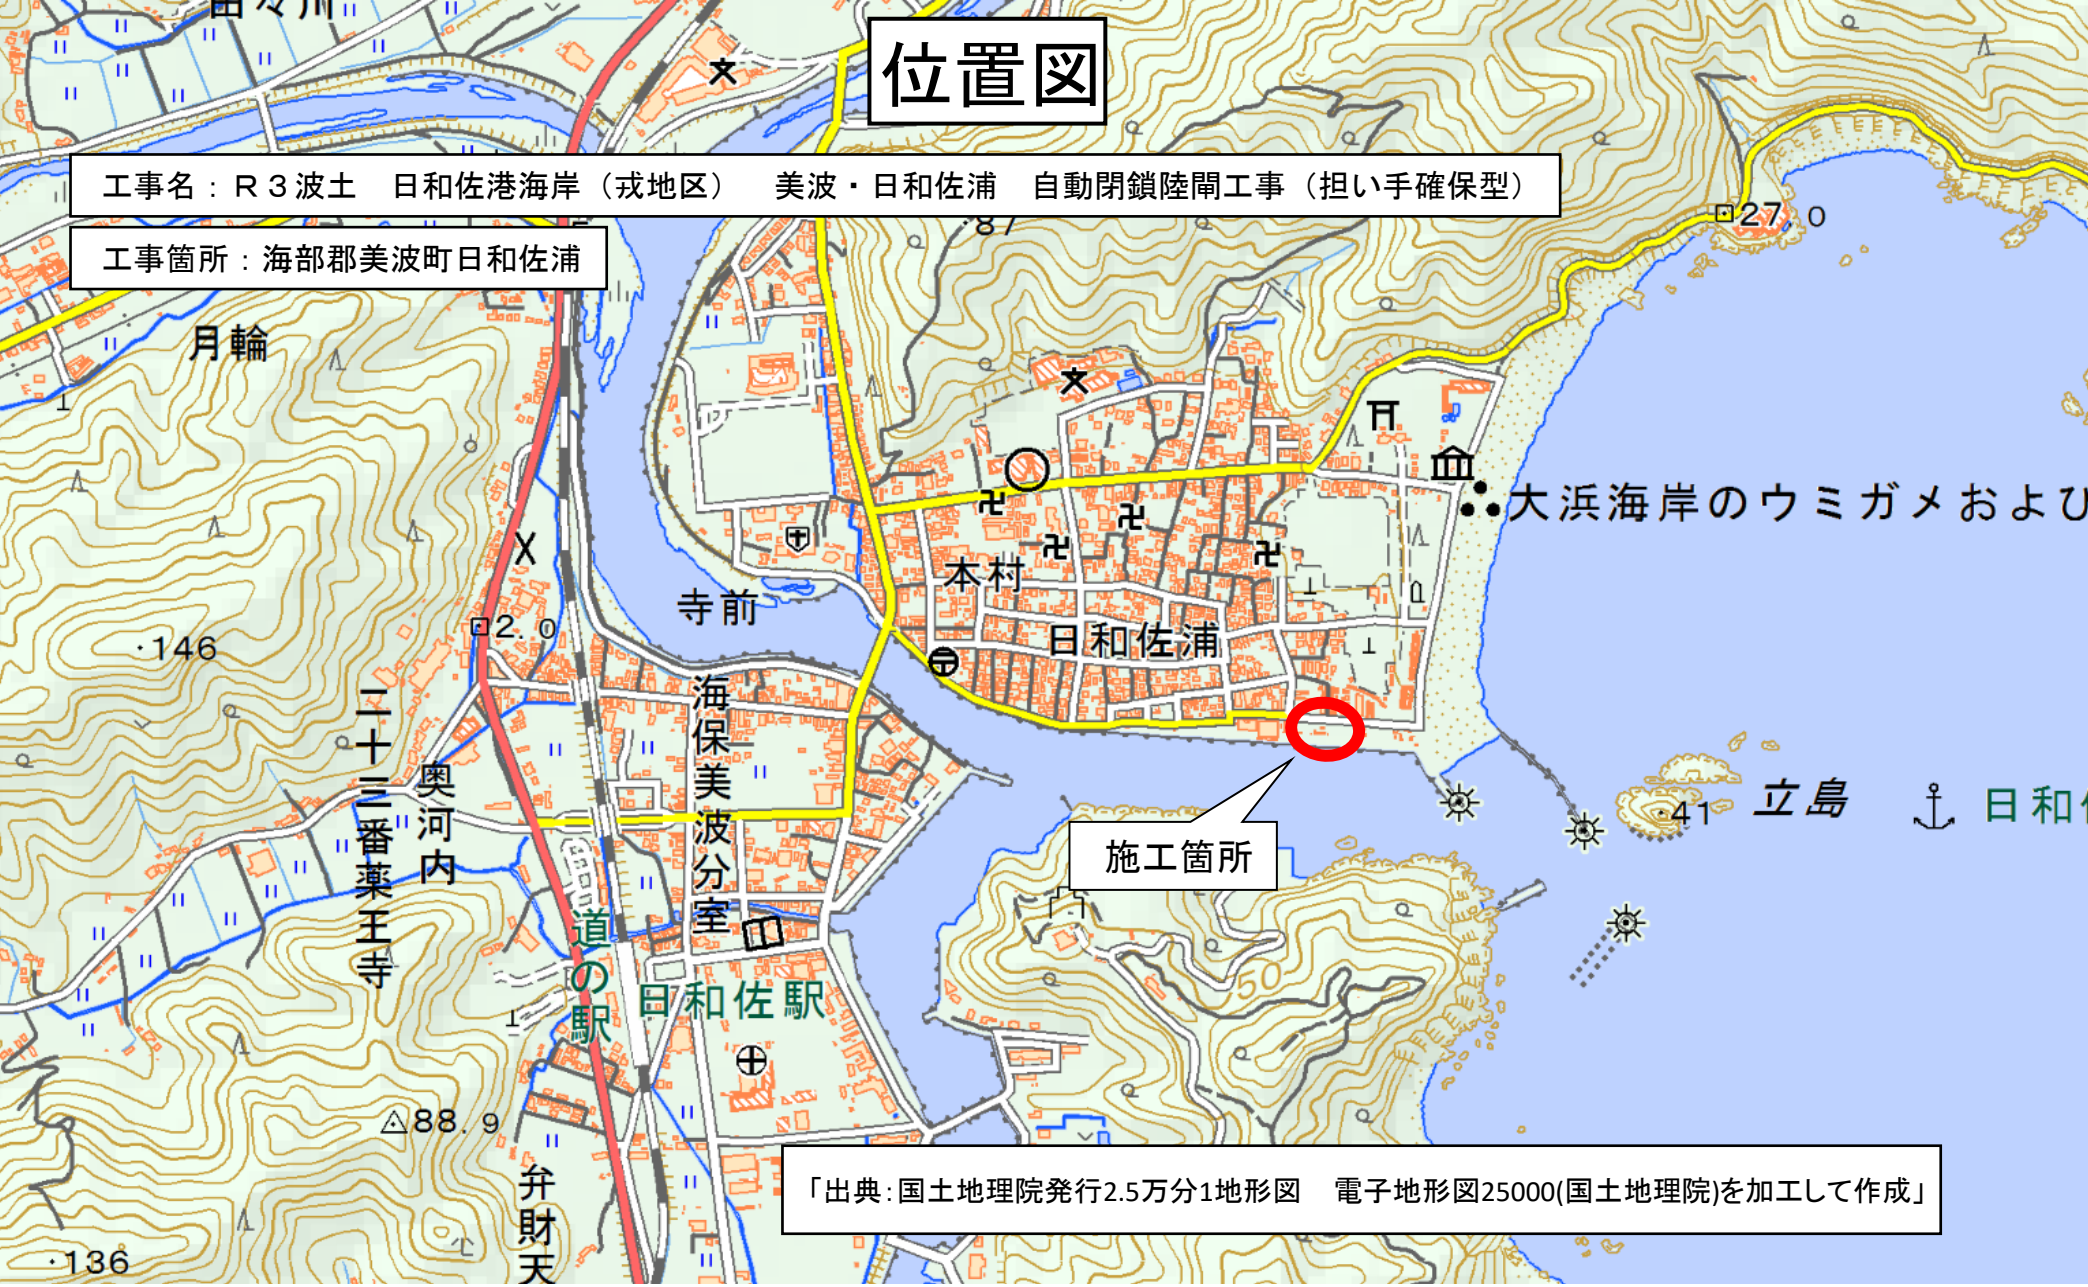 位置図
工事名：Ｒ３波土　日和佐港海岸（戎地区）　美波・日和佐浦　自動閉鎖陸閘工事（担い手確保型）
工事箇所：海部郡美波町日和佐浦
87
27.0
月輪
大浜海岸のウミガメおよび
本村
寺前
2.0
146
日和佐浦
海保美波分室
二十三番薬王寺
奥河内
立島
41
日和
施工箇所
道の駅
日和佐駅
50
88.9
弁財天
136
「出典：国土地理院発行2.5万分1地形図　電子地形図25000(国土地理院)を加工して作成」